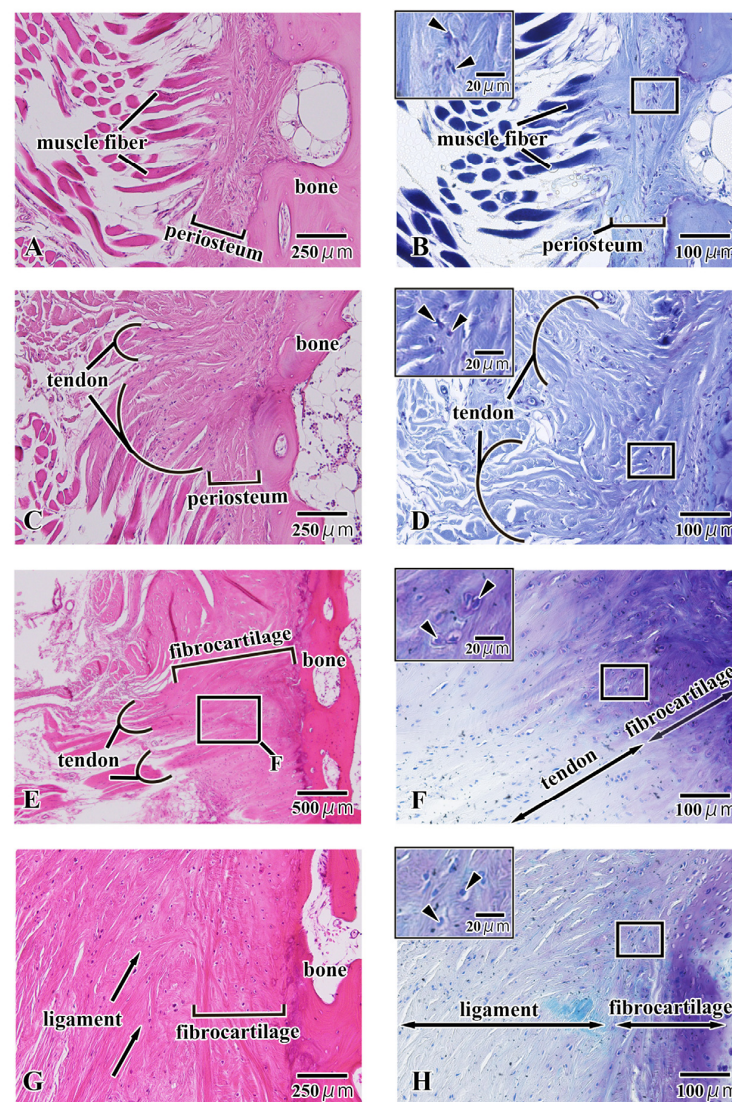 muscle fiber
bone
periosteum
A
250 μm
20 μm
muscle fiber
periosteum
B
100 μm
bone
tendon
periosteum
C
250 μm
20 μm
tendon
D
100 μm
fibrocartilage
bone
tendon
F
E
500 μm
20 μm
fibrocartilage
tendon
F
100 μm
bone
ligament
fibrocartilage
G
250 μm
20 μm
ligament
fibrocartilage
H
100 μm